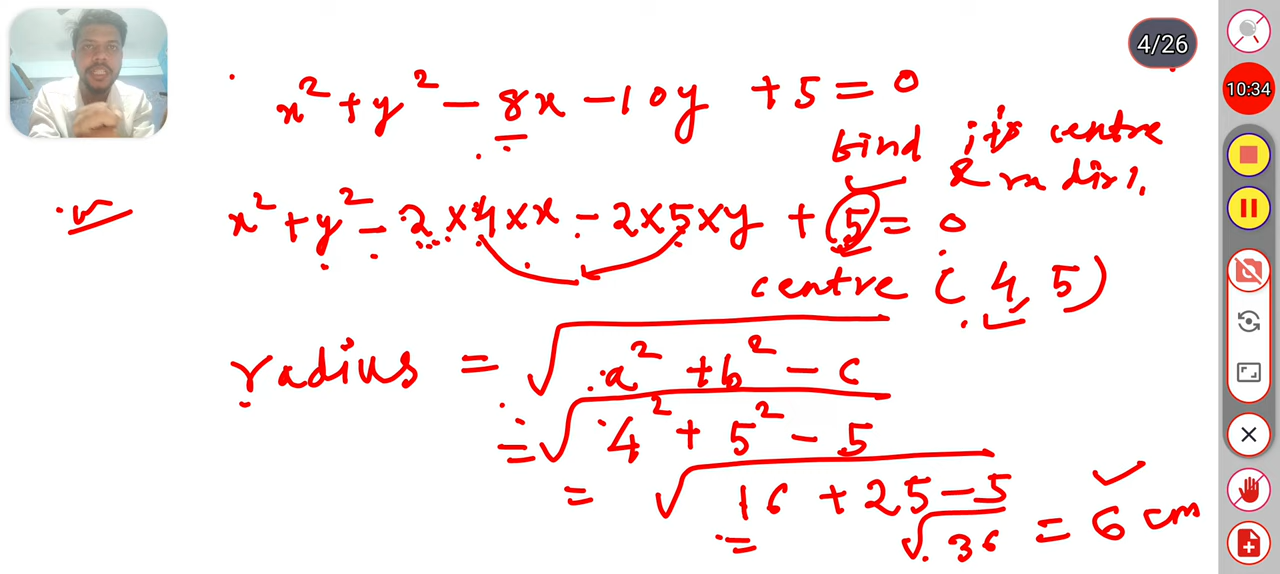 4/26
10:34
x² + y² - 8x - 10y + 5 = 0
find its centre
& radius.
x² + y² - 2 × 4 × x - 2 × 5 × y + 5 = 0
centre ( 4, 5)
radius = √a² + b² - c
= √4² + 5² - 5
= √16 + 25 - 5
√36 = 6 cm